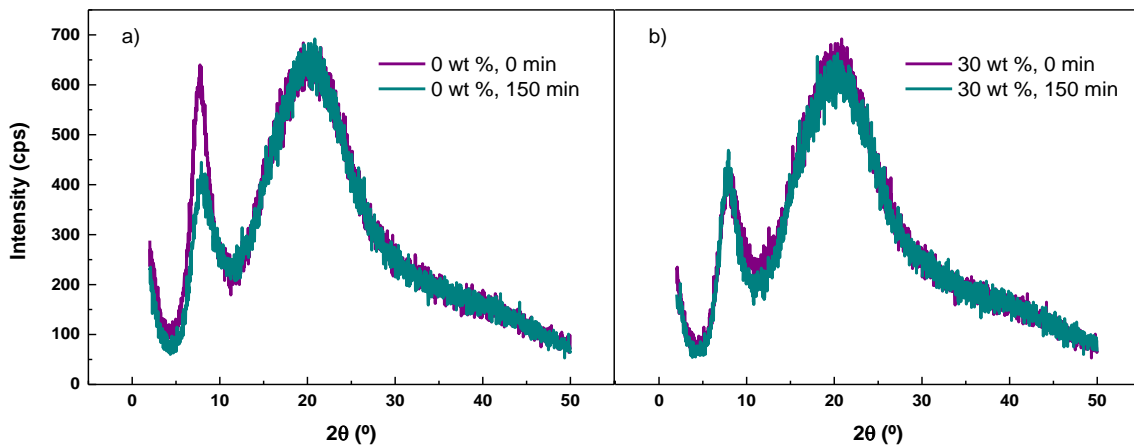 a)
0 wt %, 0 min
0 wt %, 150 min
b)
30 wt %, 0 min
30 wt %, 150 min
Intensity (cps)
700
600
500
400
300
200
100
0
0 10 20 30 40 50
0 10 20 30 40 50
2θ (º)
2θ (º)